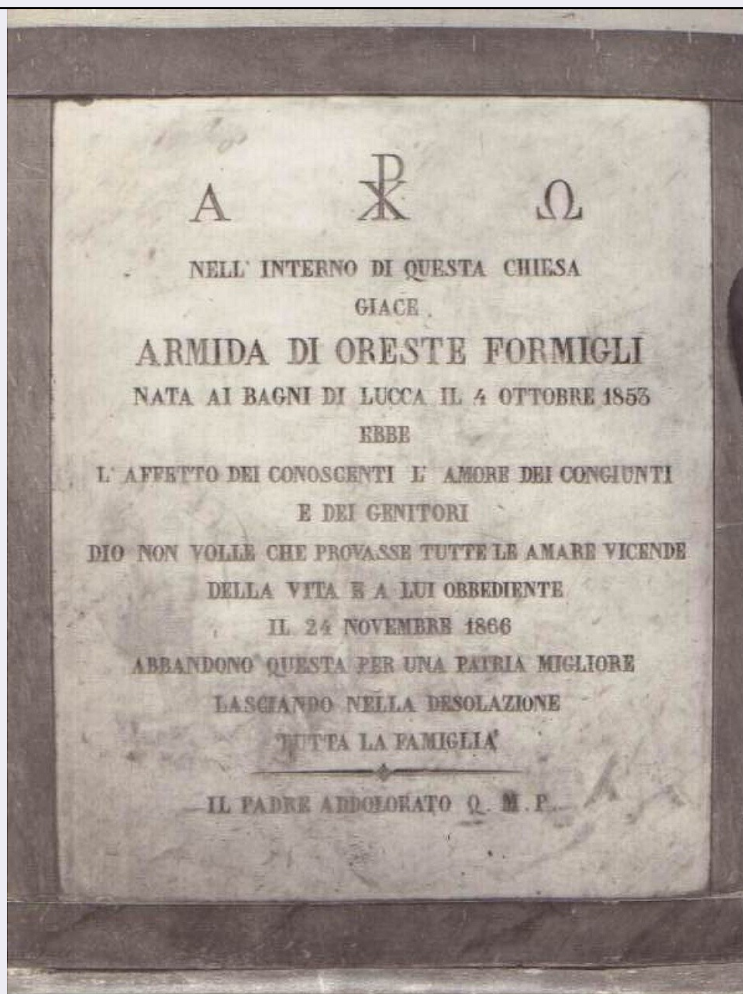 Α ☧ Ω
NELL' INTERNO DI QUESTA CHIESA
GIACE
ARMIDA DI ORESTE FORMIGLI
NATA AI BAGNI DI LUCCA IL 4 OTTOBRE 1853
EBBE
L' AFFETTO DEI CONOSCENTI L' AMORE DEI CONGIUNTI
E DEI GENITORI
DIO NON VOLLE CHE PROVASSE TUTTE LE AMARE VICENDE
DELLA VITA E A LUI OBBEDIENTE
IL 24 NOVEMBRE 1866
ABBANDONO' QUESTA PER UNA PATRIA MIGLIORE
LASCIANDO NELLA DESOLAZIONE
TUTTA LA FAMIGLIA
IL PADRE ADDOLORATO Q. M. P.